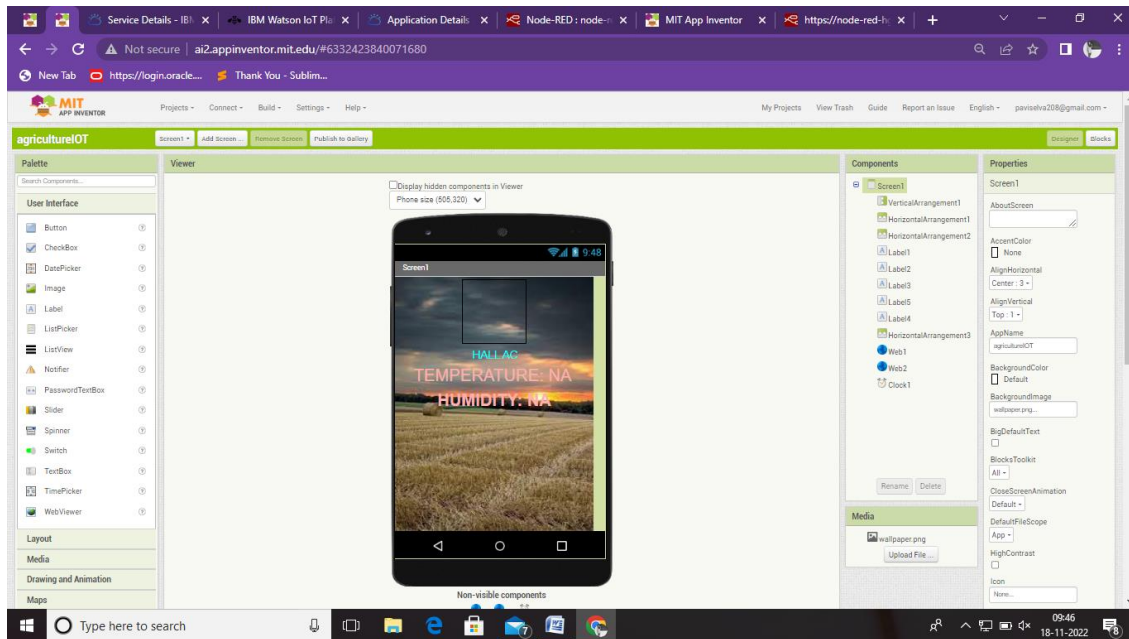 Service Details - IBM
IBM Watson IoT Pla
Application Details
Node-RED : node-r
MIT App Inventor
https://node-red-h
Not secure | ai2.appinventor.mit.edu/#6332423840071680
New Tab
https://login.oracle....
Thank You - Sublim...
MIT
APP INVENTOR
Projects
Connect
Build
Settings
Help
My Projects
View Trash
Guide
Report an Issue
English
paviselva208@gmail.com
agricultureIOT
Screen1
Add Screen ...
Remove Screen
Publish to Gallery
Designer
Blocks
Palette
Search Components...
User Interface
Button
CheckBox
DatePicker
Image
Label
ListPicker
ListView
Notifier
PasswordTextBox
Slider
Spinner
Switch
TextBox
TimePicker
WebViewer
Layout
Media
Drawing and Animation
Maps
Viewer
Display hidden components in Viewer
Phone size (505,320)
9:48
Screen1
HALL AC
TEMPERATURE: NA
HUMIDITY: NA
Non-visible components
Components
Screen1
VerticalArrangement1
HorizontalArrangement1
HorizontalArrangement2
Label1
Label2
Label3
Label5
Label4
HorizontalArrangement3
Web1
Web2
Clock1
Rename
Delete
Media
wallpaper.png
Upload File ...
Properties
Screen1
AboutScreen
AccentColor
None
AlignHorizontal
Center : 3
AlignVertical
Top : 1
AppName
agricultureIOT
BackgroundColor
Default
BackgroundImage
wallpaper.png...
BigDefaultText
BlocksToolkit
All
CloseScreenAnimation
Default
DefaultFileScope
App
HighContrast
Icon
None...
Type here to search
7
09:46
18-11-2022
8